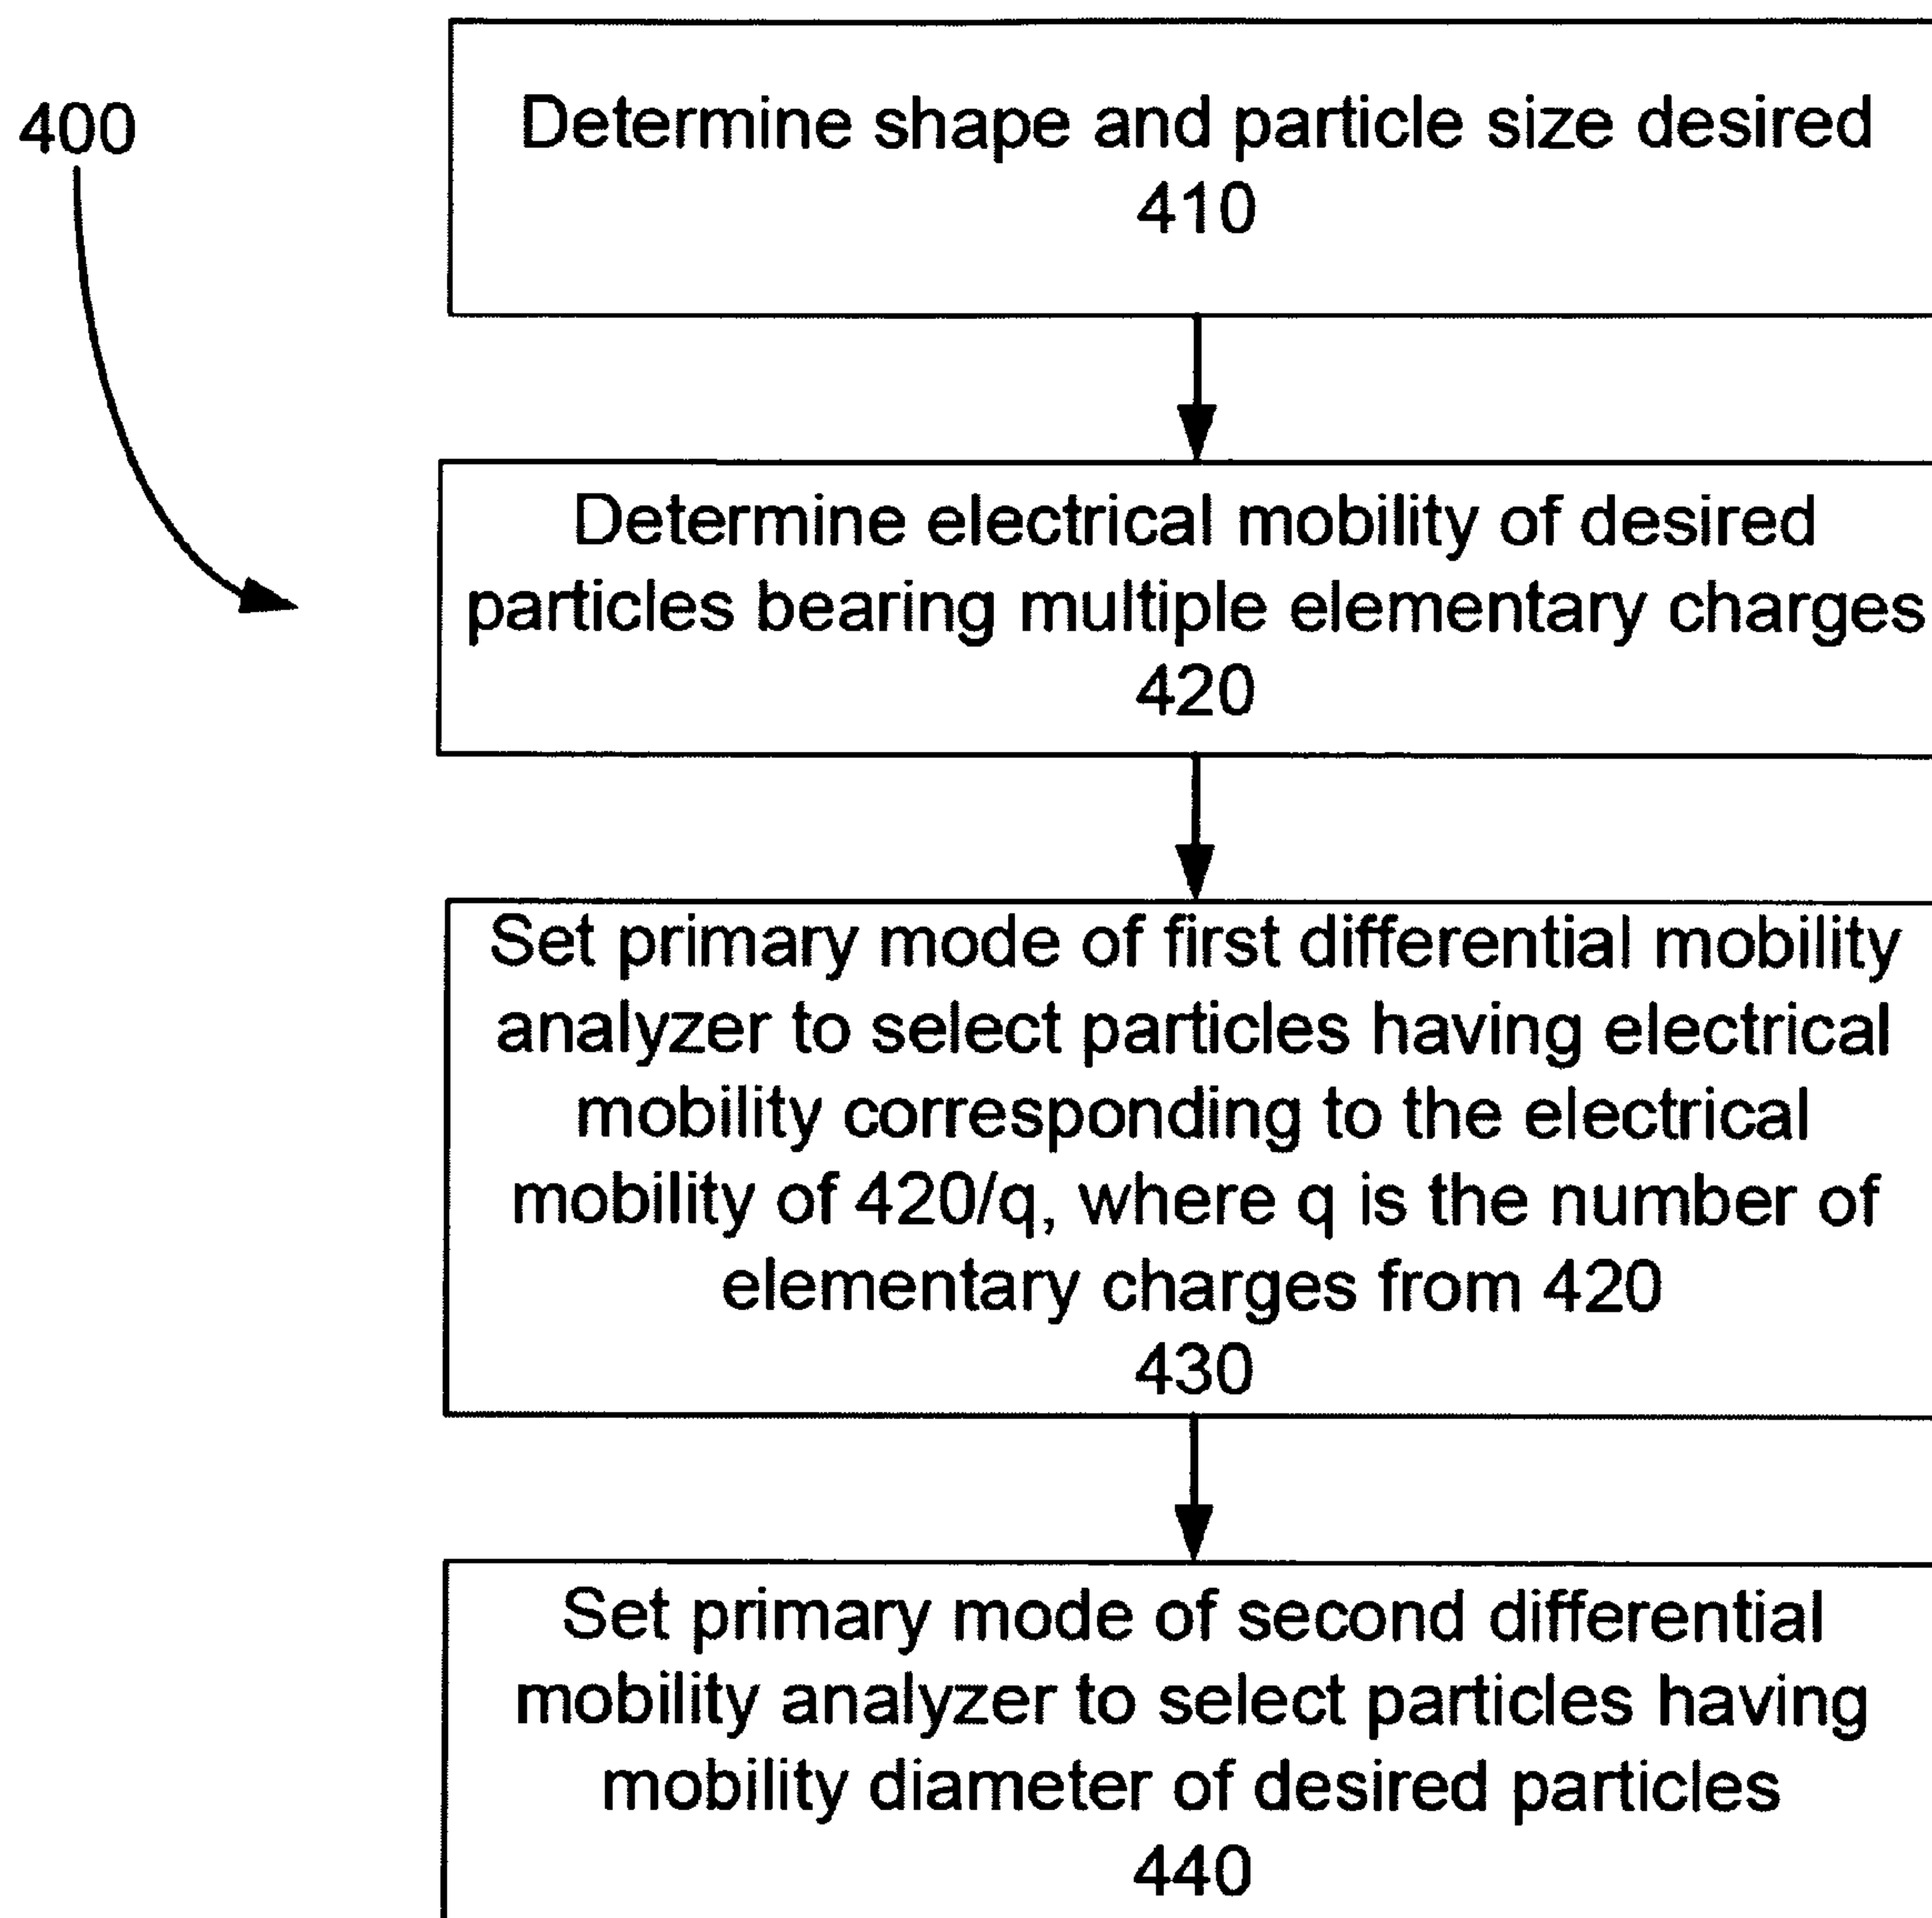 400
Determine shape and particle size desired
410
Determine electrical mobility of desired
particles bearing multiple elementary charges
420
Set primary mode of first differential mobility
analyzer to select particles having electrical
mobility corresponding to the electrical
mobility of 420/q, where q is the number of
elementary charges from 420
430
Set primary mode of second differential
mobility analyzer to select particles having
mobility diameter of desired particles
440